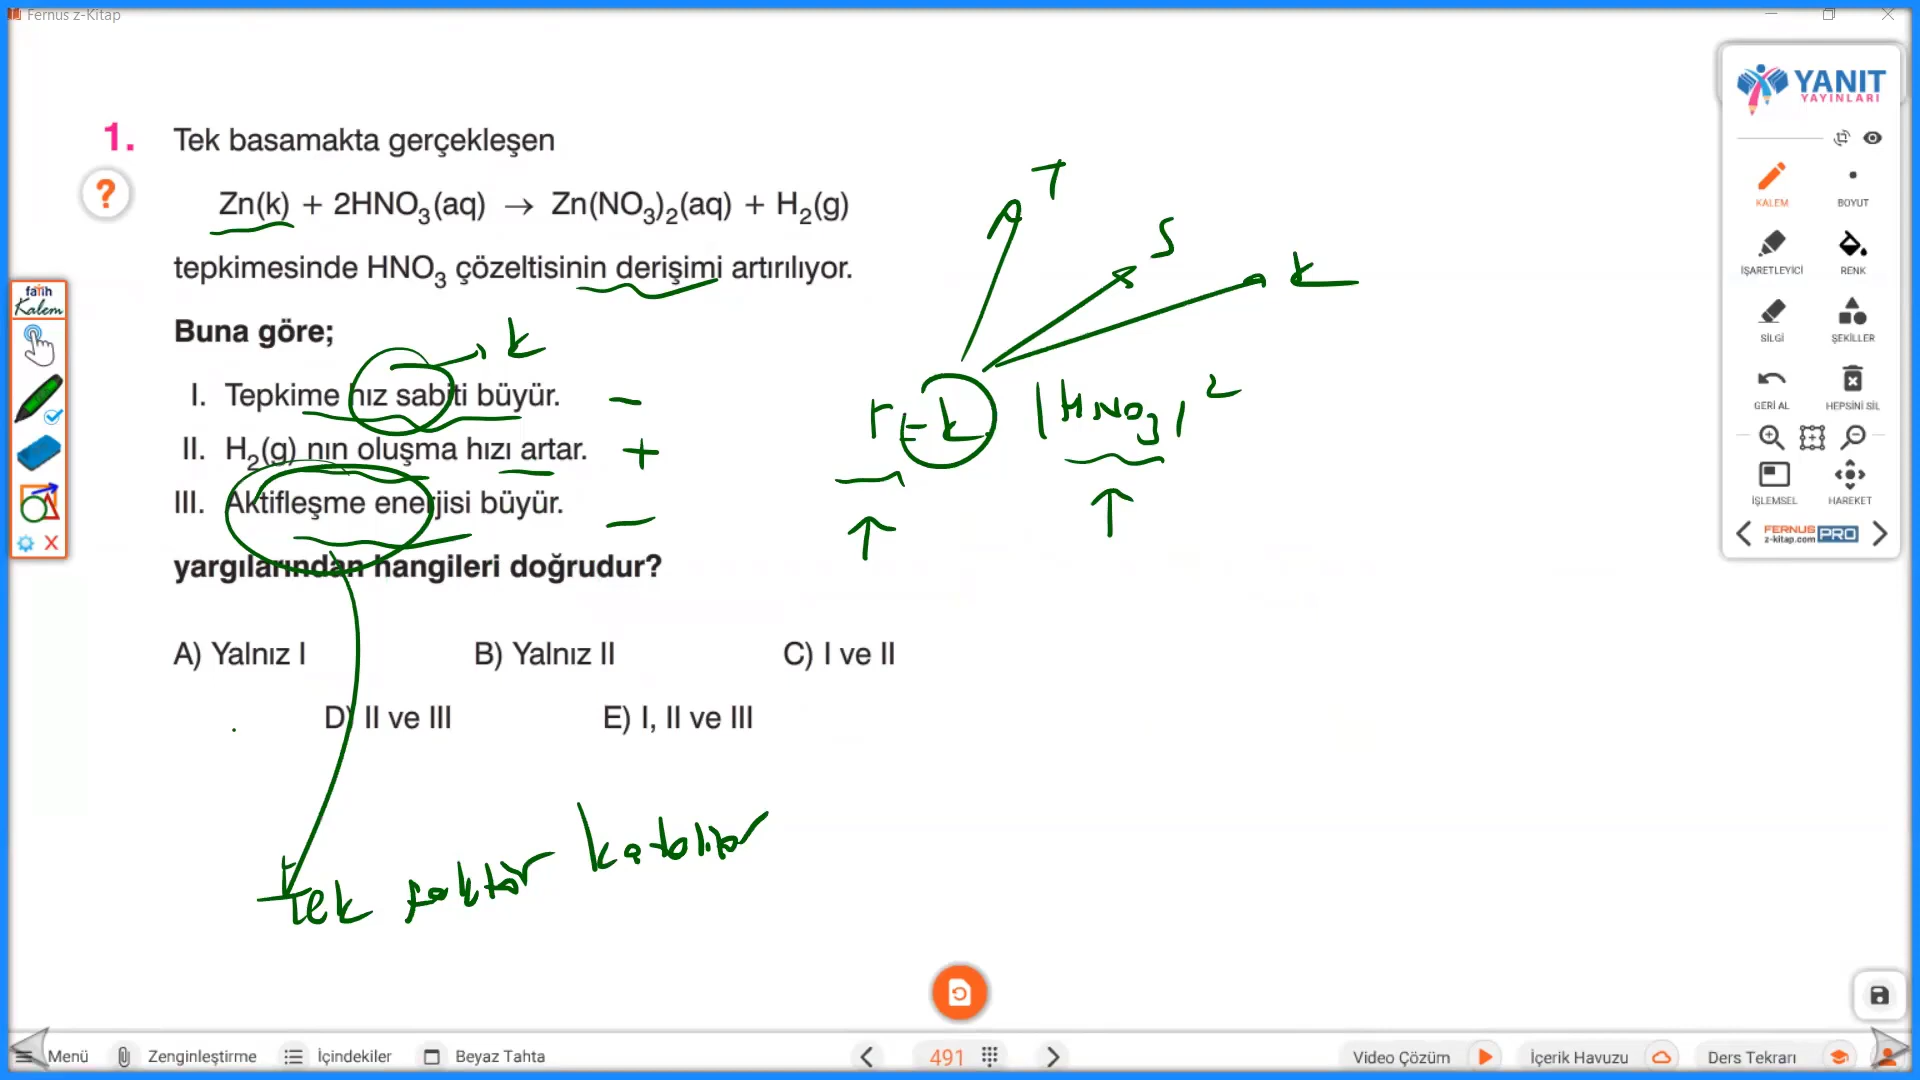 Fernus z-Kitap
YANIT
YAYINLARI
1. Tek basamakta gerçekleşen
?
Zn(k) + 2HNO₃(aq) → Zn(NO₃)₂(aq) + H₂(g)
tepkimesinde HNO₃ çözeltisinin derişimi artırılıyor.
Buna göre;
I. Tepkime hız sabiti büyür. –
II. H₂(g) nın oluşma hızı artar. +
III. Aktifleşme enerjisi büyür. –
yargılarından hangileri doğrudur?
A) Yalnız I
B) Yalnız II
C) I ve II
D) II ve III
E) I, II ve III
k
T
S
k
r = k |HNO₃|²
Tek faktör katalizör
fatih
Kalem
KALEM
BOYUT
İŞARETLEYİCİ
RENK
SİLGİ
ŞEKİLLER
GERİ AL
HEPSİNİ SİL
İŞLEMSEL
HAREKET
FERNUS
z-kitap.com
PRO
Menü
Zenginleştirme
İçindekiler
Beyaz Tahta
491
Video Çözüm
İçerik Havuzu
Ders Tekrarı